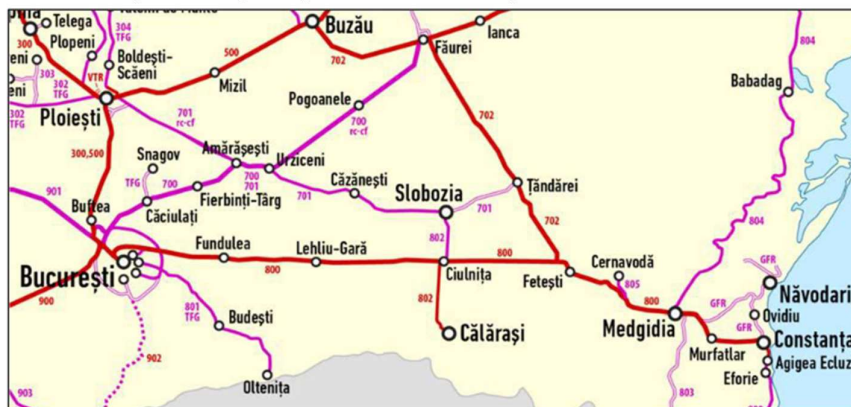 Telega
304
TFG
Buzău
Ianca
804
300
Plopeni
Boldești-
Scăeni
500
702
Făurei
303
302
TFG
VTR
Mizil
Babadag
302
TFG
Ploiești
701
rc-cf
Pogoanele
700
rc-cf
702
300,500
Snagov
Amărăștești
Urziceni
901
TFG
700
700
701
Căzănești
Țăndărei
Buftea
Căciulați
Fierbinți-Târg
701
Slobozia
701
702
804
802
Fundulea
Lehliu-Gară
800
Cernavodă
GFR
București
800
Ciulnița
Fetești
805
Năvodari
900
801
TFG
802
800
GFR
Medgidia
GFR
Ovidiu
Budești
Călărași
Constanța
902
Murfatlar
Agigea Ecluz
Eforie
Oltenița
903
803